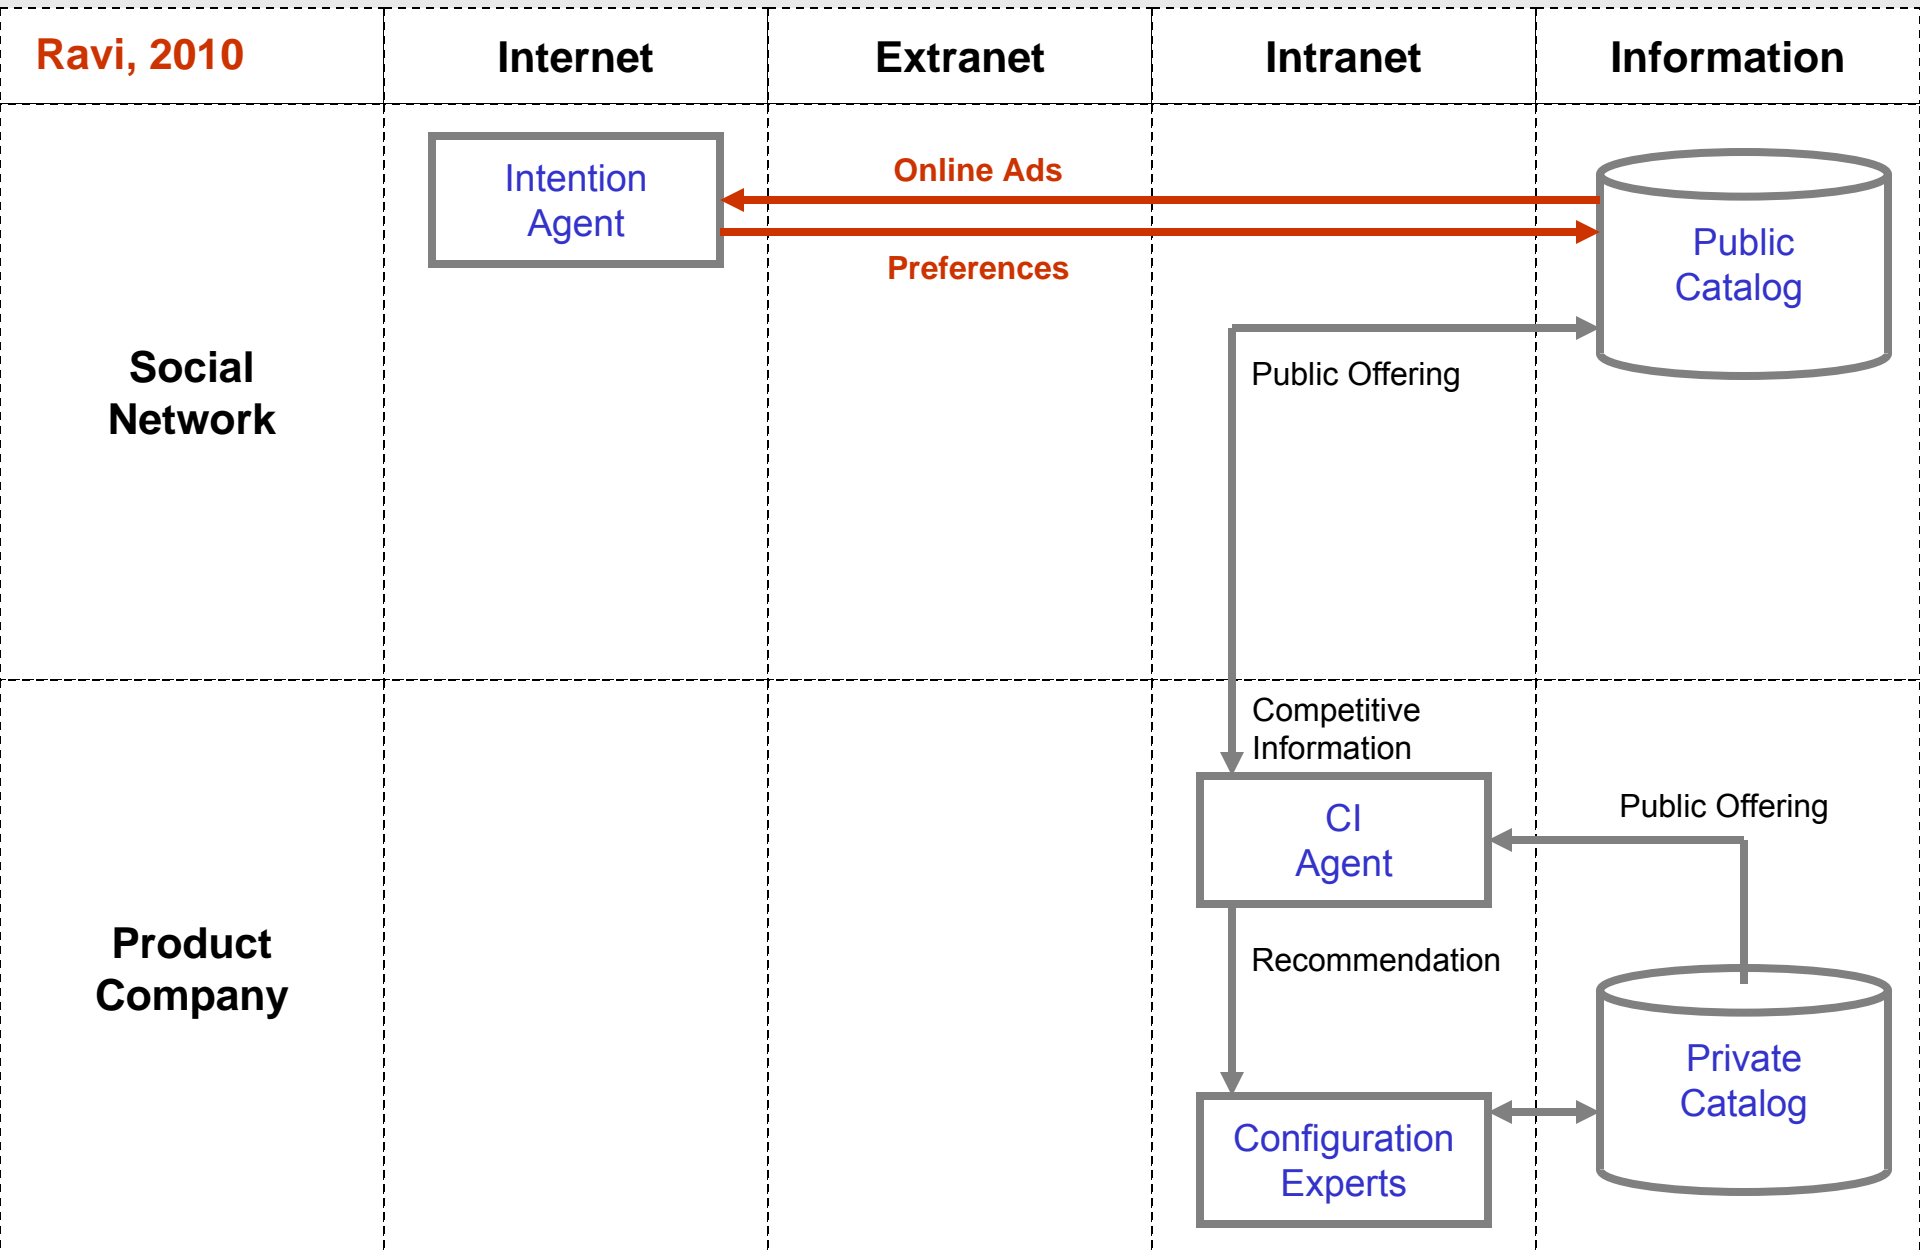 Ravi, 2010
Internet
Extranet
Intranet
Information
Social
Network
Intention
Agent
Online Ads
Preferences
Public
Catalog
Public Offering
Product
Company
Competitive
Information
CI
Agent
Public Offering
Recommendation
Configuration
Experts
Private
Catalog